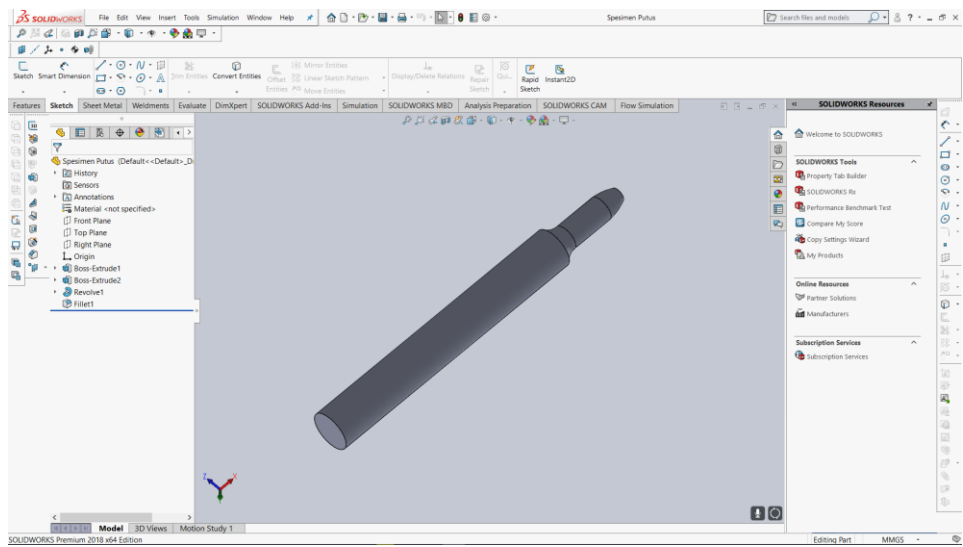 SOLIDWORKS File Edit View Insert Tools Simulation Window Help Spesimen Putus Search files and models
Sketch Smart Dimension Trim Entities Convert Entities Offset Entities Mirror Entities Linear Sketch Pattern Move Entities Display/Delete Relations Repair Sketch Rapid Sketch Instant2D
Features Sketch Sheet Metal Weldments Evaluate DimXpert SOLIDWORKS Add-Ins Simulation SOLIDWORKS MBD Analysis Preparation SOLIDWORKS CAM Flow Simulation
SOLIDWORKS Resources
Spesimen Putus (Default<<Default>_Di
History
Sensors
Annotations
Material <not specified>
Front Plane
Top Plane
Right Plane
Origin
Boss-Extrude1
Boss-Extrude2
Revolve1
Fillet1
Welcome to SOLIDWORKS
SOLIDWORKS Tools
Property Tab Builder
SOLIDWORKS Rx
Performance Benchmark Test
Compare My Score
Copy Settings Wizard
My Products
Online Resources
Partner Solutions
Manufacturers
Subscription Services
Subscription Services
Z X
Model 3D Views Motion Study 1
SOLIDWORKS Premium 2018 x64 Edition Editing Part MMGS